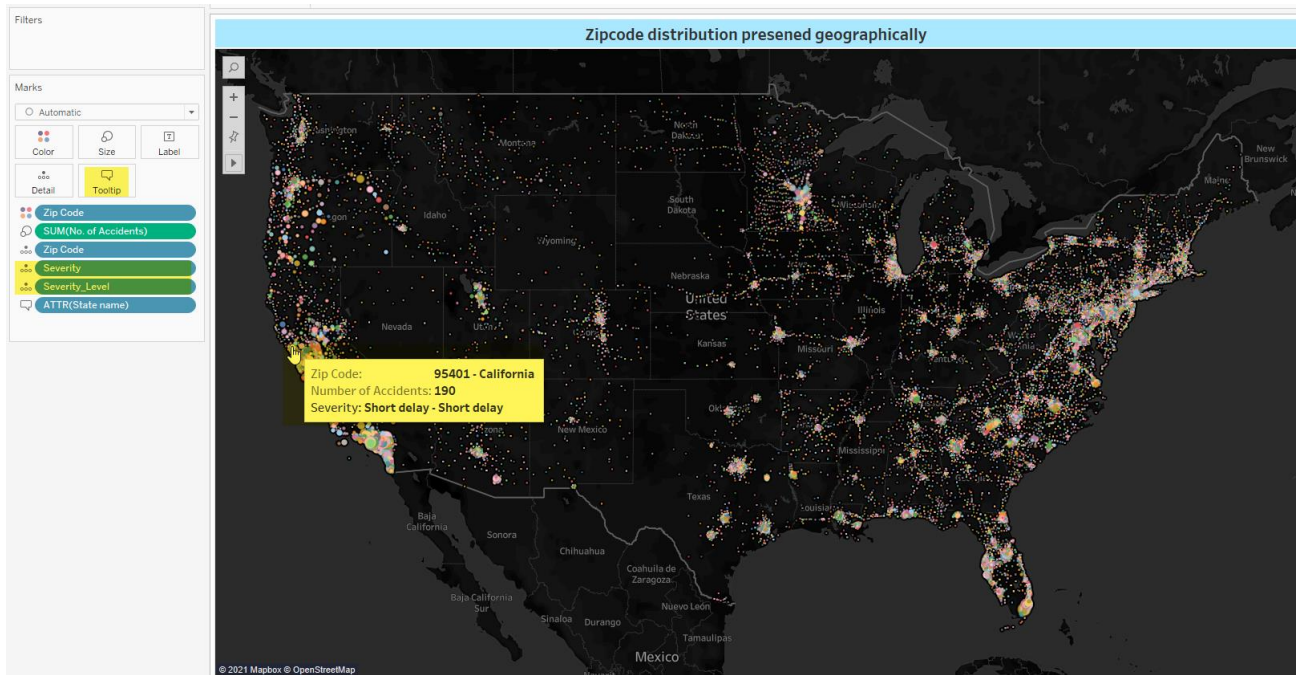 Filters
Zipcode distribution presened geographically
Marks
Automatic
Color
Size
Label
Detail
Tooltip
Zip Code
SUM(No. of Accidents)
Zip Code
Severity
Severity_Level
ATTR(State name)
Washington
Montana
North
Dakota
New
Brunswick
Maine
South
Dakota
Wisconsin
Idaho
Wyoming
Nebraska
United
States
Illinois
Nevada
Utah
Kansas
Missouri
Zip Code: 95401 - California
Number of Accidents: 190
Severity: Short delay - Short delay
New Mexico
Mississippi
Texas
Louisiana
Baja
California
Sonora
Chihuahua
Coahuila de
Zaragoza
Baja California
Sur
Nuevo León
Sinaloa
Durango
Tamaulipas
Mexico
© 2021 Mapbox © OpenStreetMap